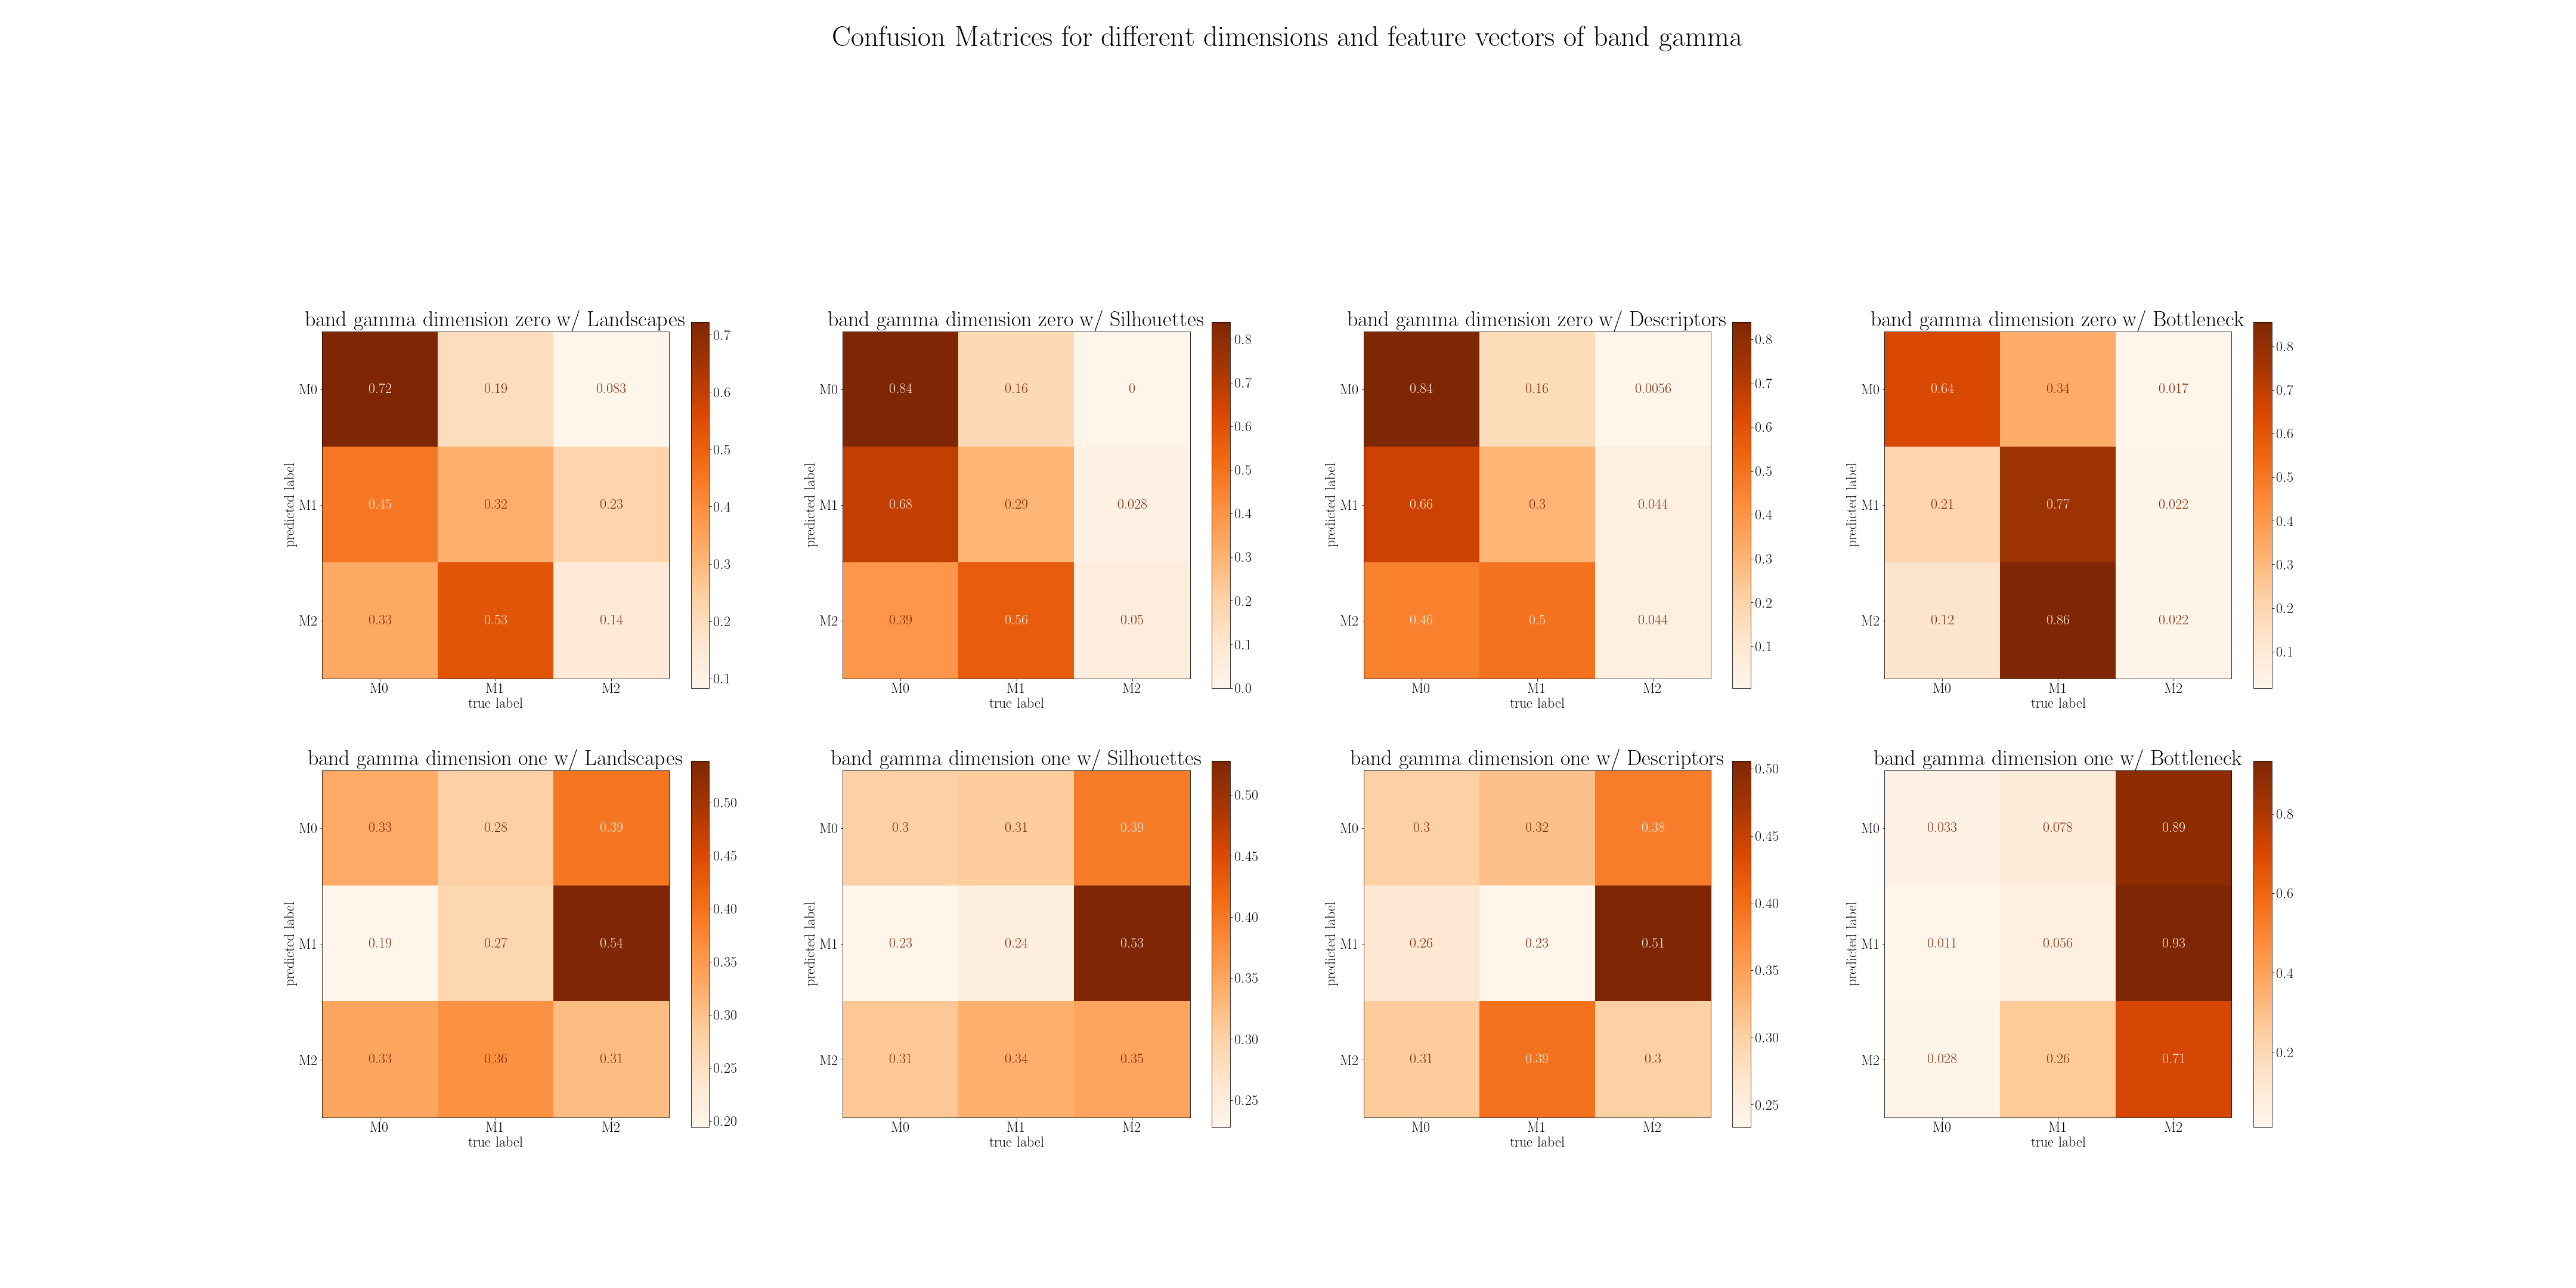 Confusion Matrices for different dimensions and feature vectors of band gamma
band gamma dimension zero w/ Landscapes
predicted label
M0 0.72 0.19 0.083
M1 0.45 0.32 0.23
M2 0.33 0.53 0.14
M0 M1 M2
true label
0.7
0.6
0.5
0.4
0.3
0.2
0.1
band gamma dimension zero w/ Silhouettes
predicted label
M0 0.84 0.16 0
M1 0.68 0.29 0.028
M2 0.39 0.56 0.05
M0 M1 M2
true label
0.8
0.7
0.6
0.5
0.4
0.3
0.2
0.1
0.0
band gamma dimension zero w/ Descriptors
predicted label
M0 0.84 0.16 0.0056
M1 0.66 0.3 0.044
M2 0.46 0.5 0.044
M0 M1 M2
true label
0.8
0.7
0.6
0.5
0.4
0.3
0.2
0.1
band gamma dimension zero w/ Bottleneck
predicted label
M0 0.64 0.34 0.017
M1 0.21 0.77 0.022
M2 0.12 0.86 0.022
M0 M1 M2
true label
0.8
0.7
0.6
0.5
0.4
0.3
0.2
0.1
band gamma dimension one w/ Landscapes
predicted label
M0 0.33 0.28 0.39
M1 0.19 0.27 0.54
M2 0.33 0.36 0.31
M0 M1 M2
true label
0.50
0.45
0.40
0.35
0.30
0.25
0.20
band gamma dimension one w/ Silhouettes
predicted label
M0 0.3 0.31 0.39
M1 0.23 0.24 0.53
M2 0.31 0.34 0.35
M0 M1 M2
true label
0.50
0.45
0.40
0.35
0.30
0.25
band gamma dimension one w/ Descriptors
predicted label
M0 0.3 0.32 0.38
M1 0.26 0.23 0.51
M2 0.31 0.39 0.3
M0 M1 M2
true label
0.50
0.45
0.40
0.35
0.30
0.25
band gamma dimension one w/ Bottleneck
predicted label
M0 0.033 0.078 0.89
M1 0.011 0.056 0.93
M2 0.028 0.26 0.71
M0 M1 M2
true label
0.8
0.6
0.4
0.2